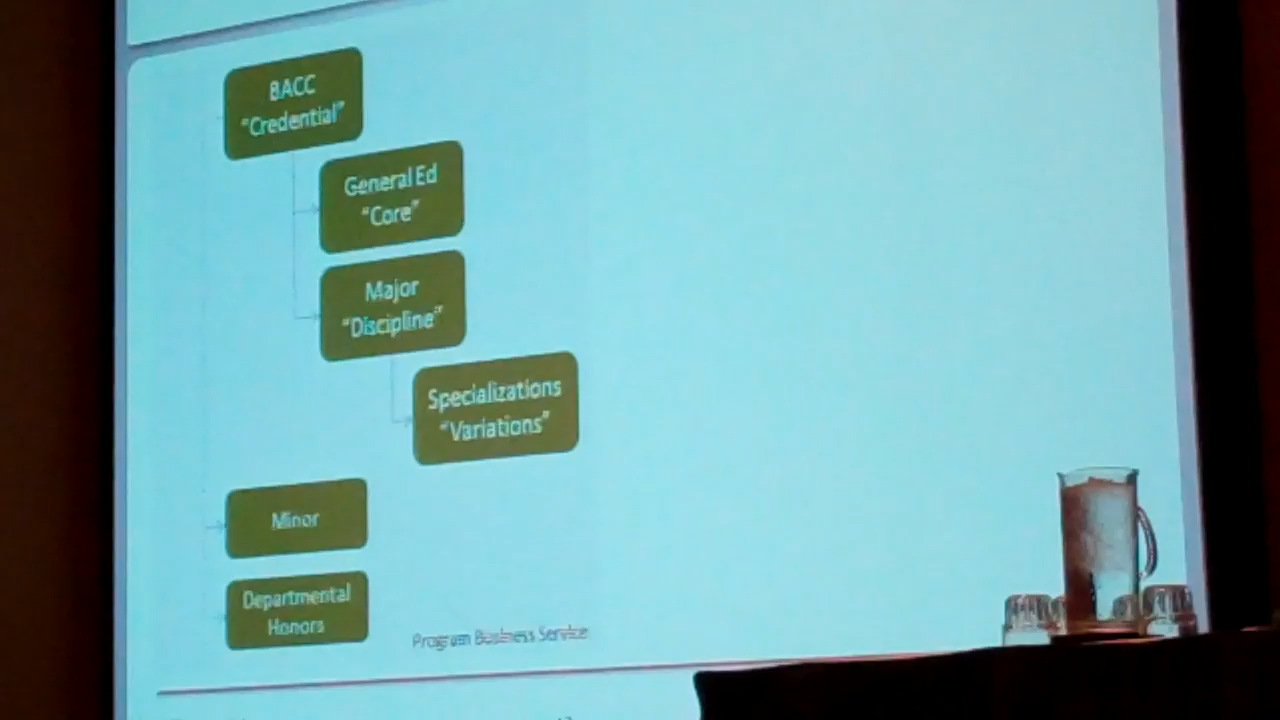 BACC
"Credential"
General Ed
"Core"
Major
"Discipline"
Specializations
"Variations"
Minor
Departmental
Honors
Program Business Service